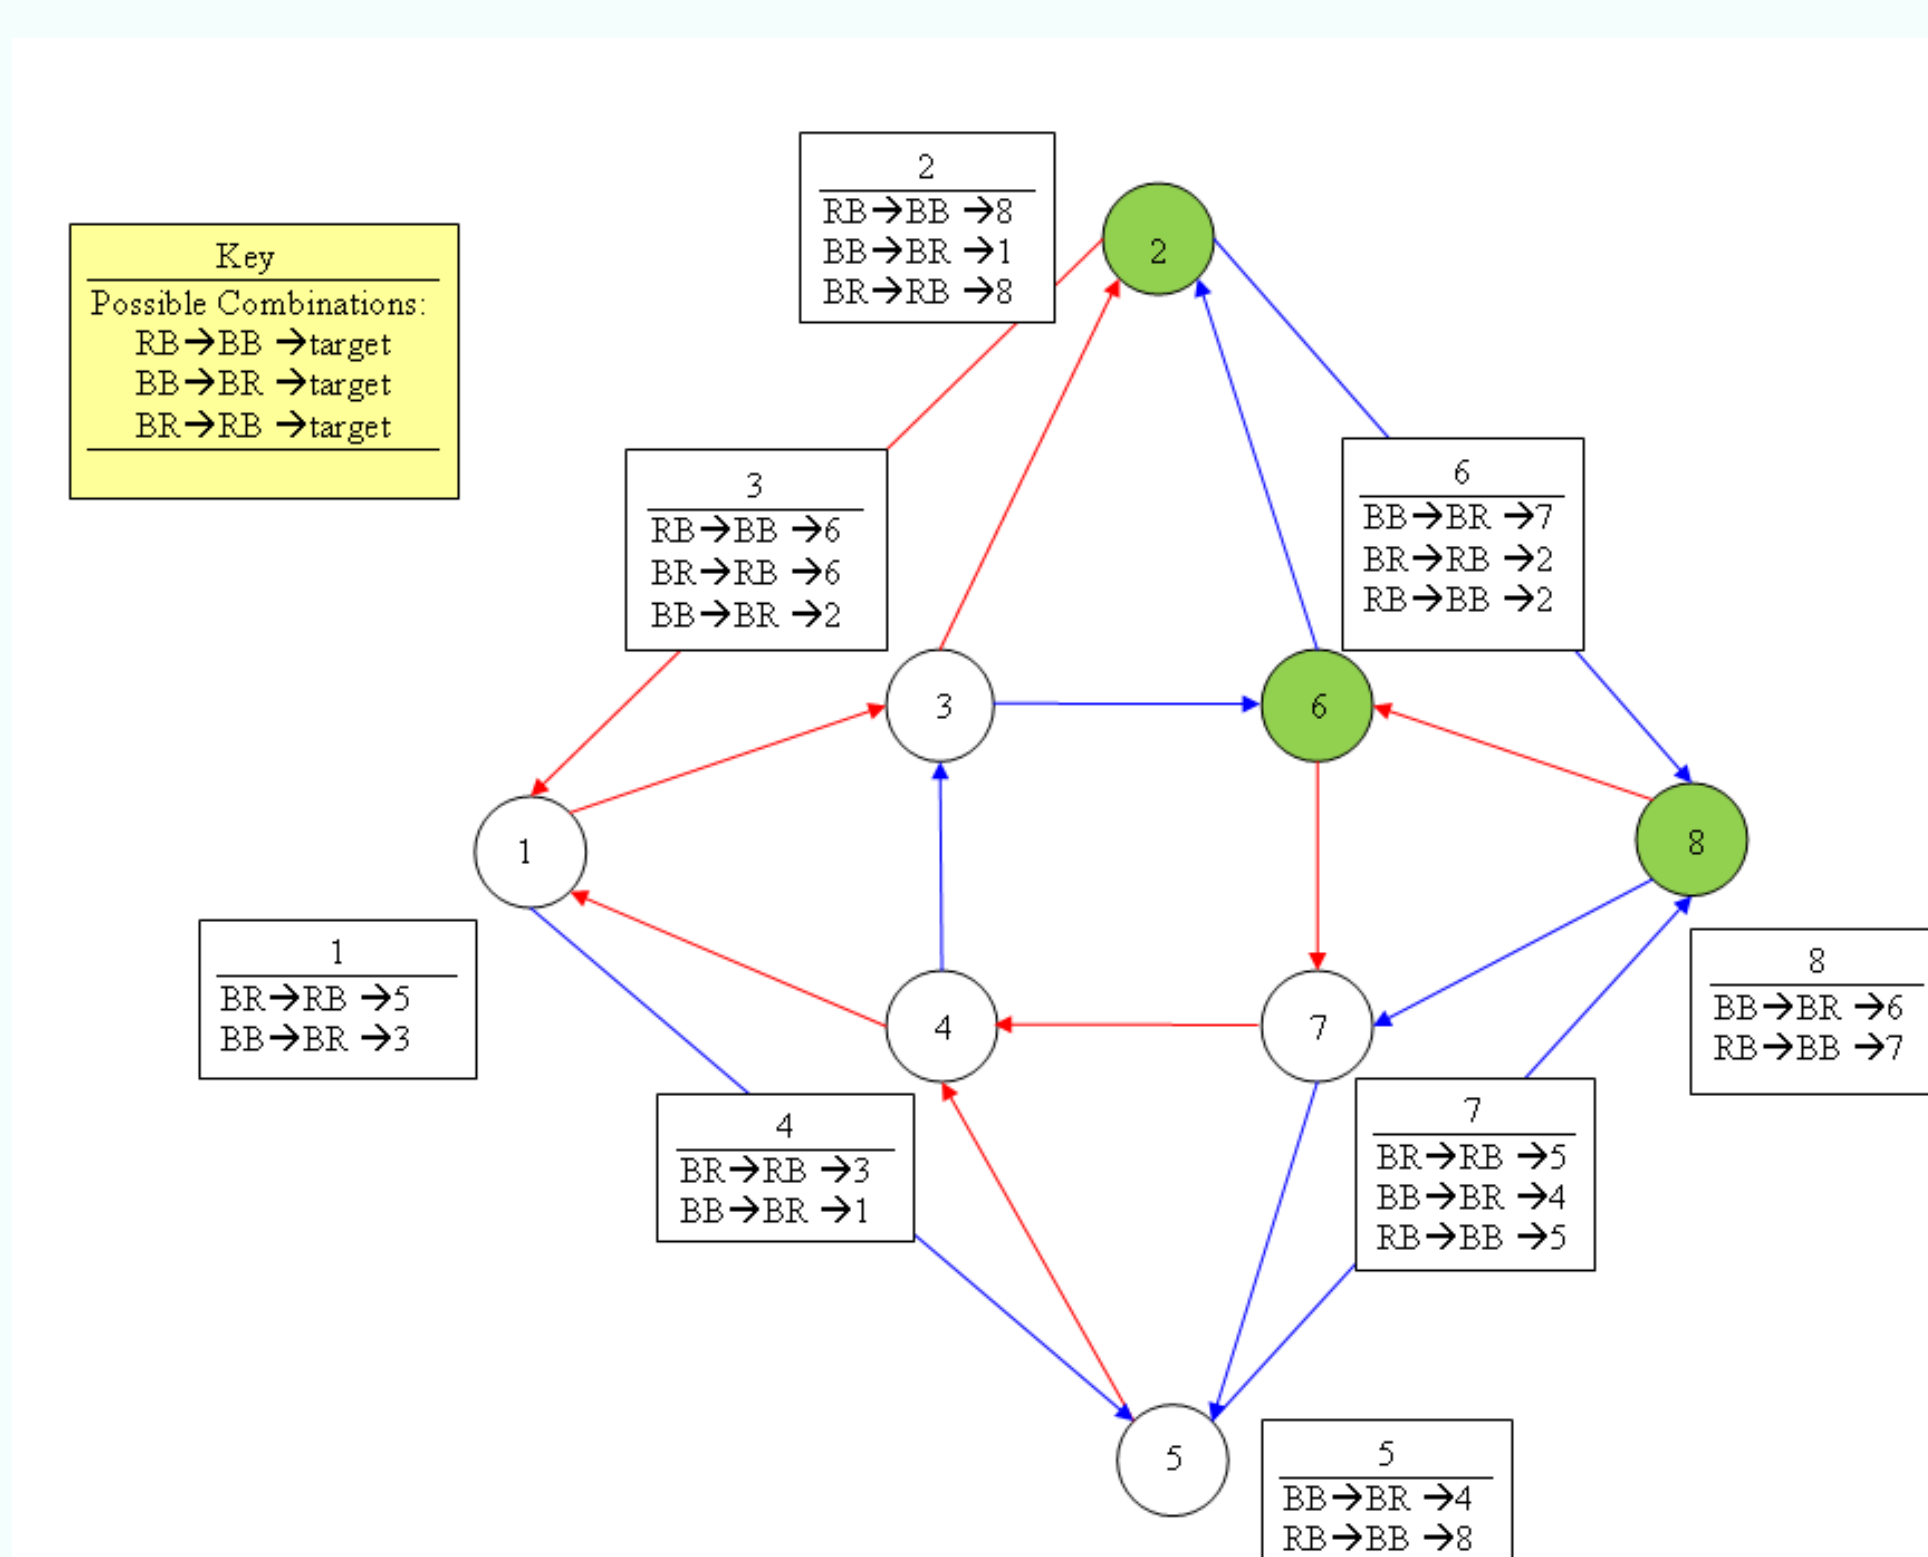 2
RB→BB →8
BB→BR →1
BR→RB →8
2
Key
Possible Combinations:
RB→BB →target
BB→BR →target
BR→RB →target
3
RB→BB →6
BR→RB →6
BB→BR →2
6
BB→BR →7
BR→RB →2
RB→BB →2
3
6
1
8
1
BR→RB →5
BB→BR →3
4
7
8
BB→BR →6
RB→BB →7
4
BR→RB →3
BB→BR →1
7
BR→RB →5
BB→BR →4
RB→BB →5
5
5
BB→BR →4
RB→BB →8